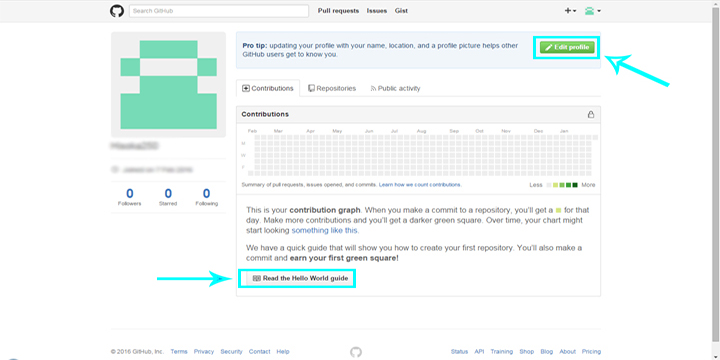 Search GitHub
Pull requests Issues Gist
Pro tip: updating your profile with your name, location, and a profile picture helps other
GitHub users get to know you.
Edit profile
Contributions Repositories Public activity
Contributions
Feb Mar Apr May Jun Jul Aug Sep Oct Nov Dec Jan
M
W
F
Summary of pull requests, issues opened, and commits. Learn how we count contributions.
Less More
This is your contribution graph. When you make a commit to a repository, you'll get a for that
day. Make more contributions and you'll get a darker green square. Over time, your chart might
start looking something like this.
We have a quick guide that will show you how to create your first repository. You'll also make a
commit and earn your first green square!
Read the Hello World guide
0 0 0
Followers Starred Following
© 2016 GitHub, Inc. Terms Privacy Security Contact Help
Status API Training Shop Blog About Pricing